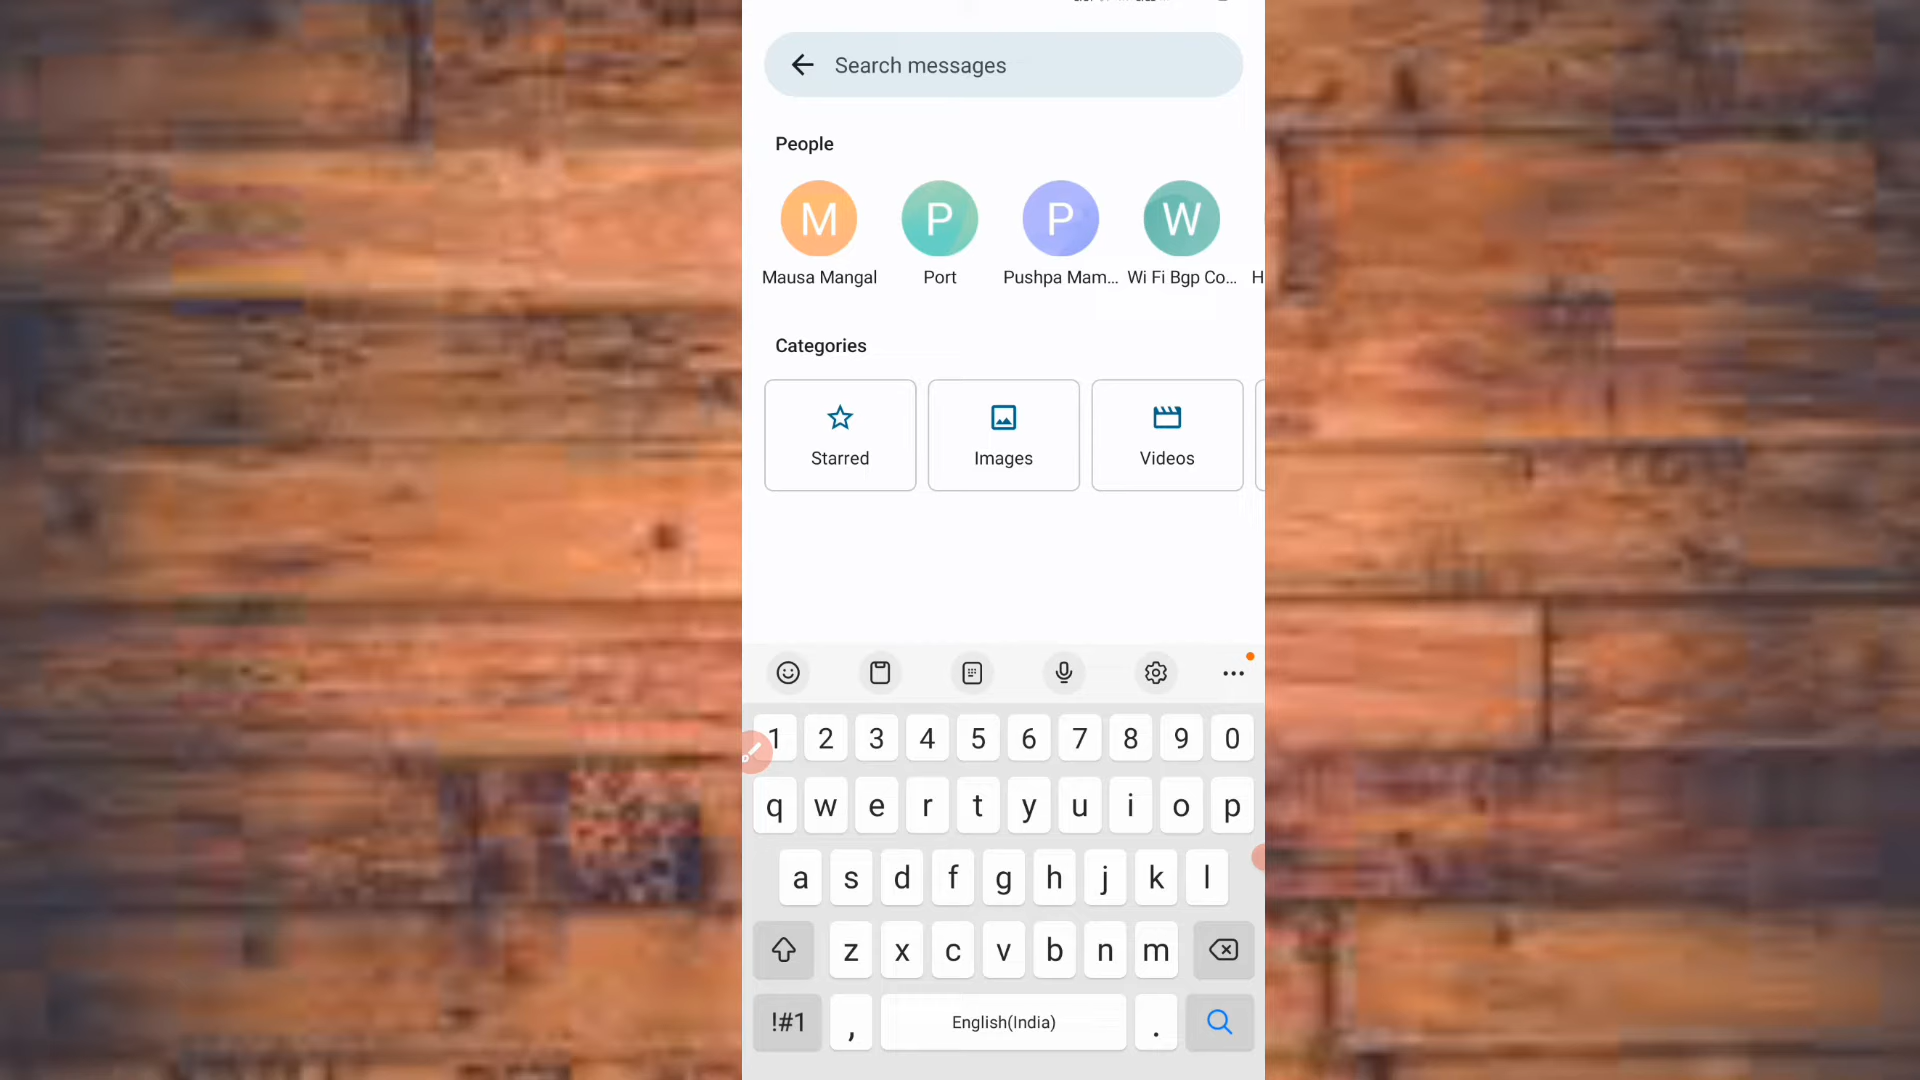 Search messages
People
M P P W
Mausa Mangal Port Pushpa Mam... Wi Fi Bgp Co... H
Categories
Starred Images Videos
1 2 3 4 5 6 7 8 9 0
q w e r t y u i o p
a s d f g h j k l
z x c v b n m
!#1 , English(India) .